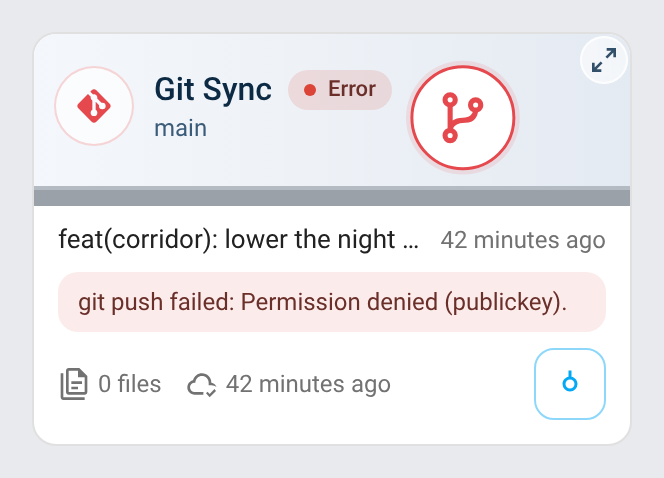 Git Sync
Error
main
feat(corridor): lower the night ...
42 minutes ago
git push failed: Permission denied (publickey).
0 files
42 minutes ago